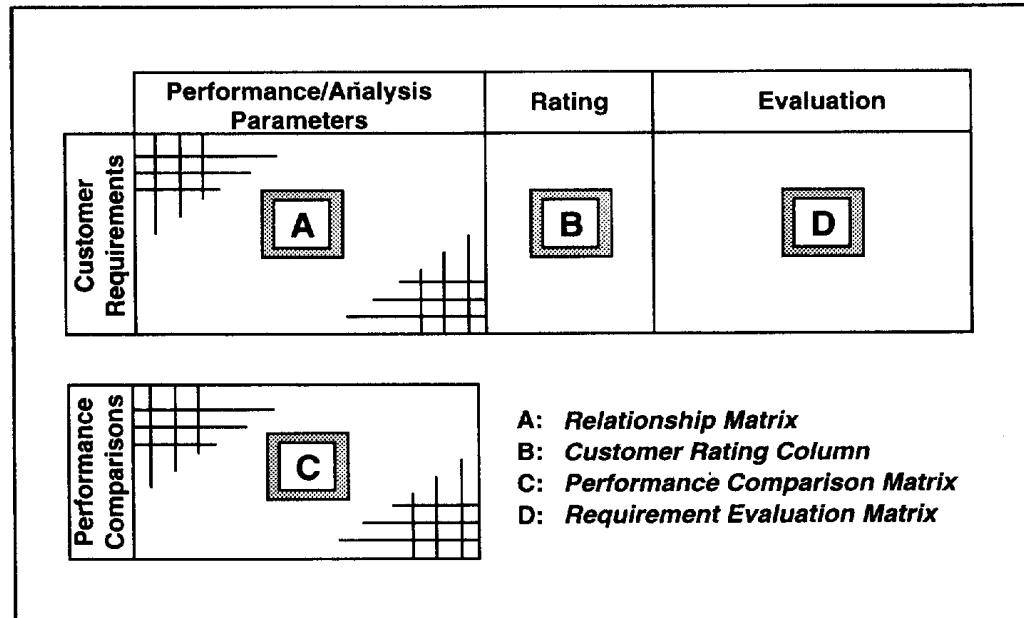 Performance/Analysis
Parameters
Rating
Evaluation
Customer
Requirements
A
B
D
Performance
Comparisons
C
A: Relationship Matrix
B: Customer Rating Column
C: Performance Comparison Matrix
D: Requirement Evaluation Matrix